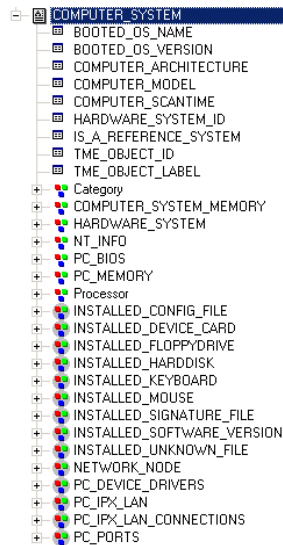 COMPUTER_SYSTEM
BOOTED_OS_NAME
BOOTED_OS_VERSION
COMPUTER_ARCHITECTURE
COMPUTER_MODEL
COMPUTER_SCANTIME
HARDWARE_SYSTEM_ID
IS_A_REFERENCE_SYSTEM
TME_OBJECT_ID
TME_OBJECT_LABEL
Category
COMPUTER_SYSTEM_MEMORY
HARDWARE_SYSTEM
NT_INFO
PC_BIOS
PC_MEMORY
Processor
INSTALLED_CONFIG_FILE
INSTALLED_DEVICE_CARD
INSTALLED_FLOPPYDRIVE
INSTALLED_HARDDISK
INSTALLED_KEYBOARD
INSTALLED_MOUSE
INSTALLED_SIGNATURE_FILE
INSTALLED_SOFTWARE_VERSION
INSTALLED_UNKNOWN_FILE
NETWORK_NODE
PC_DEVICE_DRIVERS
PC_IPX_LAN
PC_IPX_LAN_CONNECTIONS
PC_PORTS